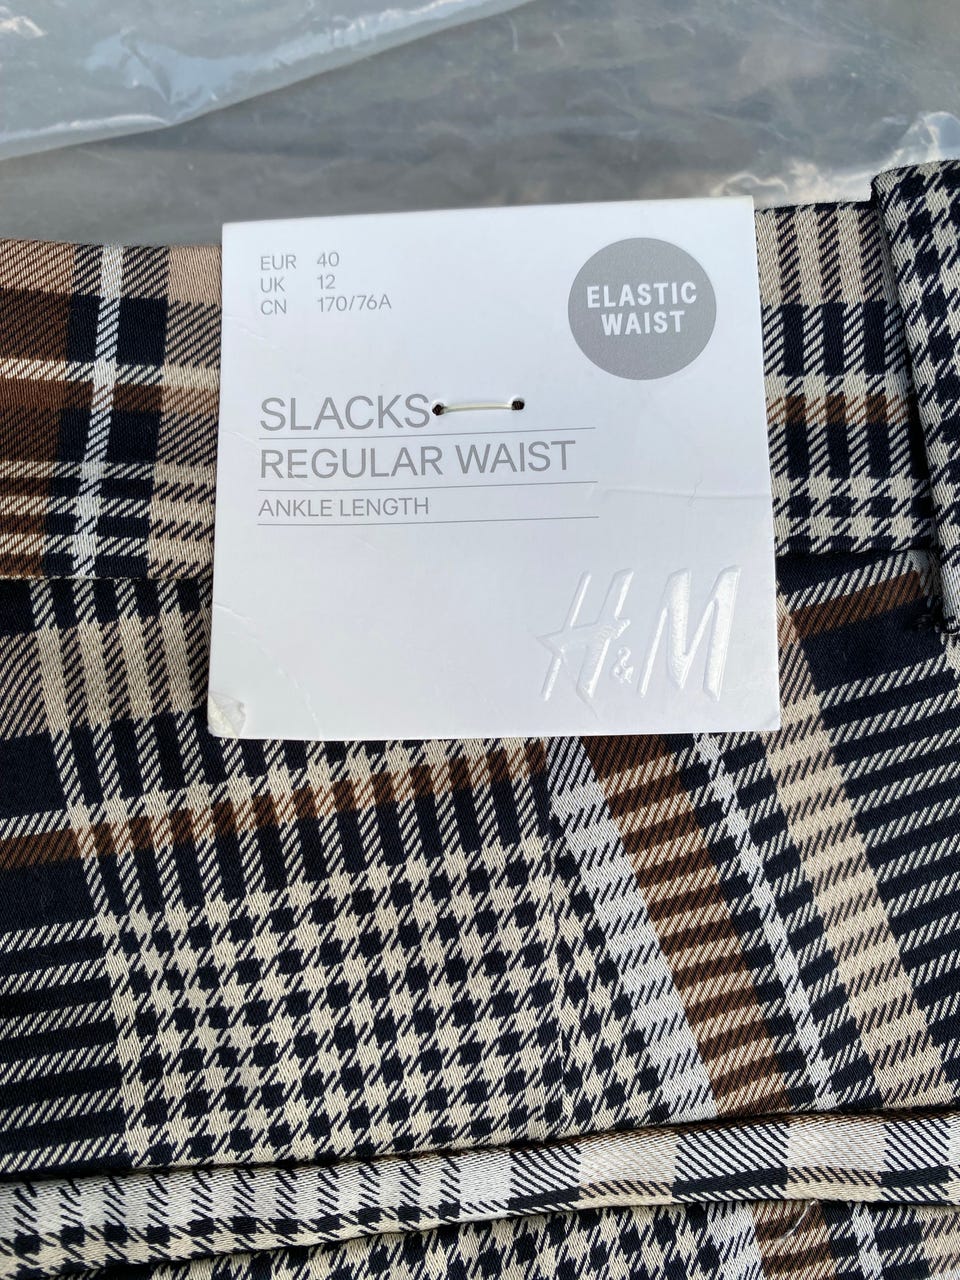 EUR 40
UK 12
CN 170/76A
ELASTIC
WAIST
SLACKS
REGULAR WAIST
ANKLE LENGTH
H&M